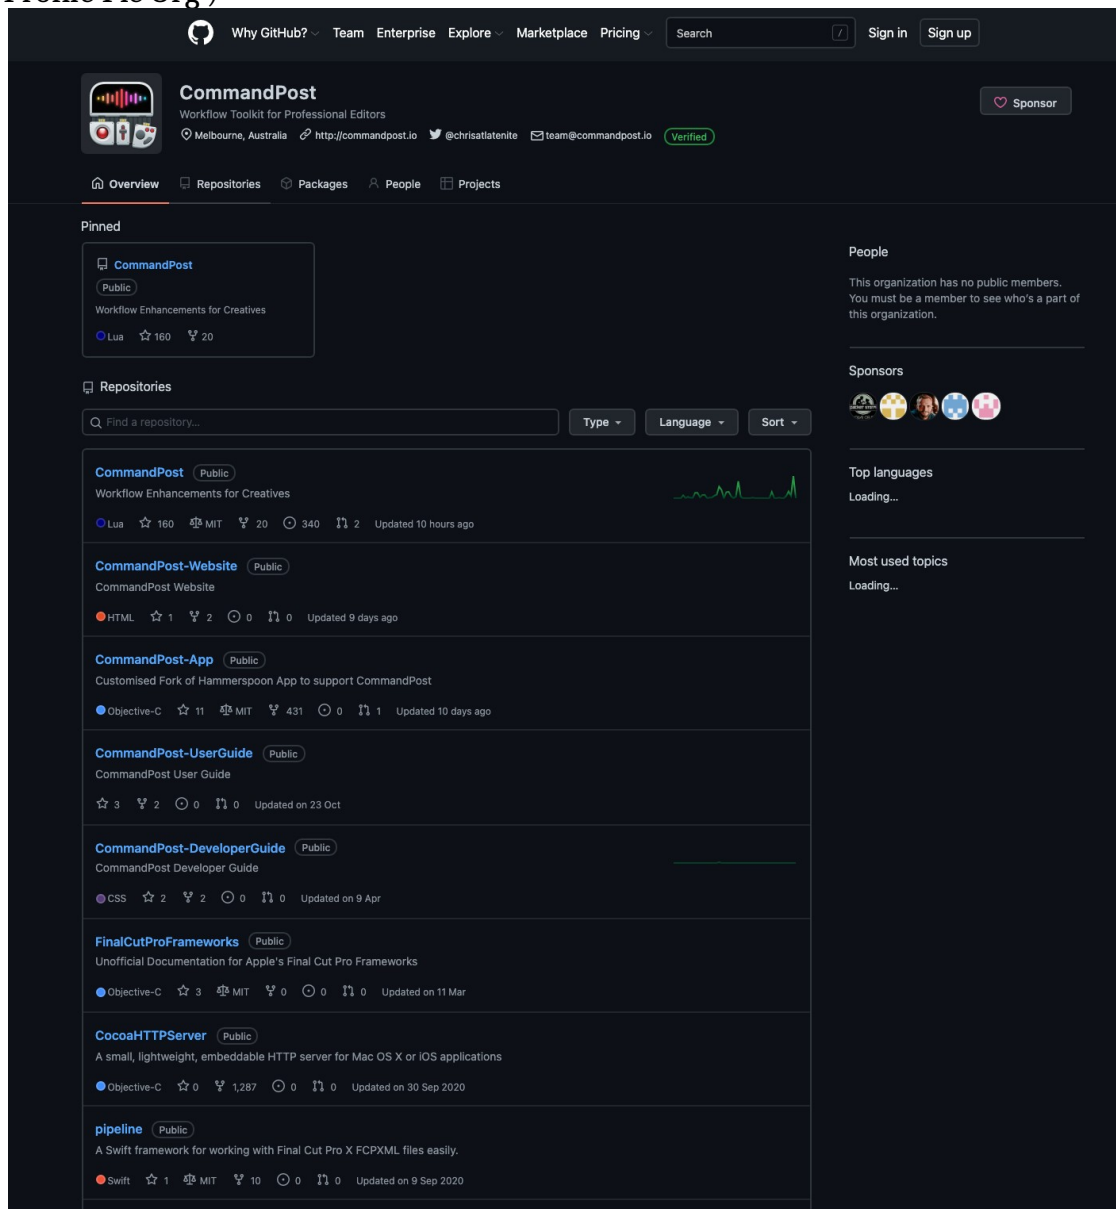 Why GitHub? Team Enterprise Explore Marketplace Pricing Search / Sign in Sign up
CommandPost
Workflow Toolkit for Professional Editors
Melbourne, Australia http://commandpost.io @chrisatlatenite team@commandpost.io Verified
Sponsor
Overview Repositories Packages People Projects
Pinned
CommandPost
Public
Workflow Enhancements for Creatives
Lua 160 20
Repositories
Find a repository...
Type Language Sort
CommandPost Public
Workflow Enhancements for Creatives
Lua 160 MIT 20 340 2 Updated 10 hours ago
CommandPost-Website Public
CommandPost Website
HTML 1 2 0 0 Updated 9 days ago
CommandPost-App Public
Customised Fork of Hammerspoon App to support CommandPost
Objective-C 11 MIT 431 0 1 Updated 10 days ago
CommandPost-UserGuide Public
CommandPost User Guide
3 2 0 0 Updated on 23 Oct
CommandPost-DeveloperGuide Public
CommandPost Developer Guide
CSS 2 2 0 0 Updated on 9 Apr
FinalCutProFrameworks Public
Unofficial Documentation for Apple's Final Cut Pro Frameworks
Objective-C 3 MIT 0 0 0 Updated on 11 Mar
CocoaHTTPServer Public
A small, lightweight, embeddable HTTP server for Mac OS X or iOS applications
Objective-C 0 1,287 0 0 Updated on 30 Sep 2020
pipeline Public
A Swift framework for working with Final Cut Pro X FCPXML files easily.
Swift 1 MIT 10 0 0 Updated on 9 Sep 2020
People
This organization has no public members.
You must be a member to see who's a part of
this organization.
Sponsors
Top languages
Loading...
Most used topics
Loading...